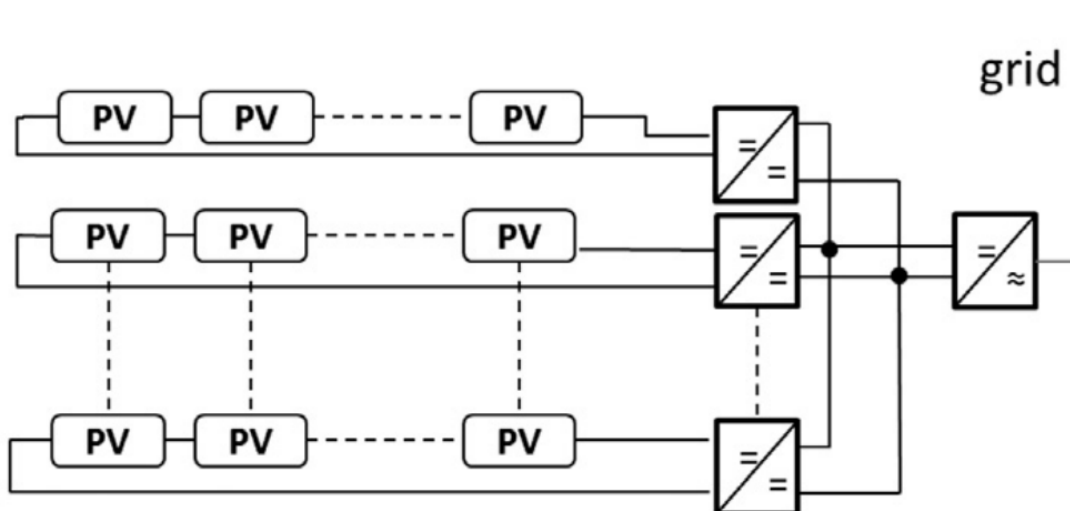 grid
PV PV PV
=
=
PV PV PV
=
=
=
≈
PV PV PV
=
=